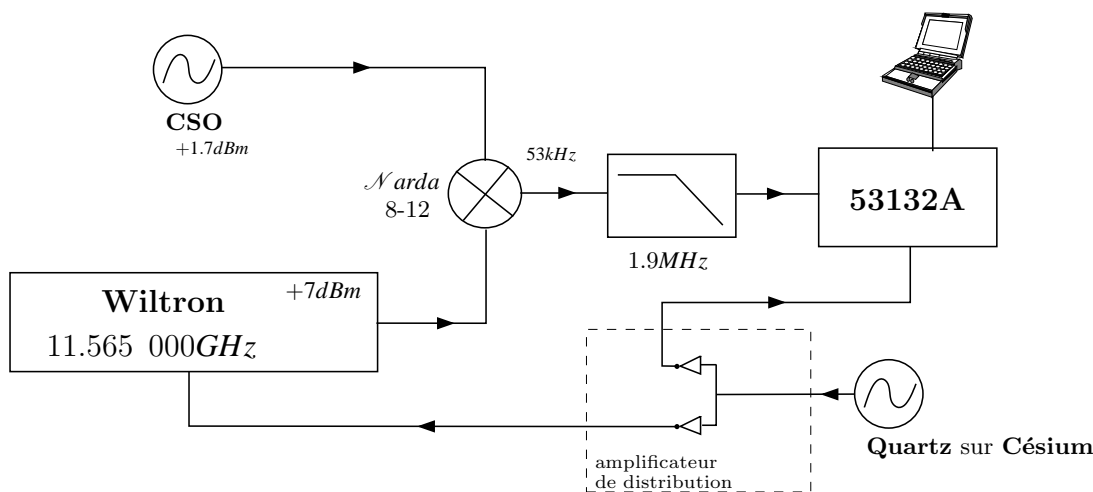 CSO
+1.7dBm
Narda
8-12
53kHz
1.9MHz
53132A
Wiltron
+7dBm
11.565 000GHz
Quartz sur Césium
amplificateur
de distribution